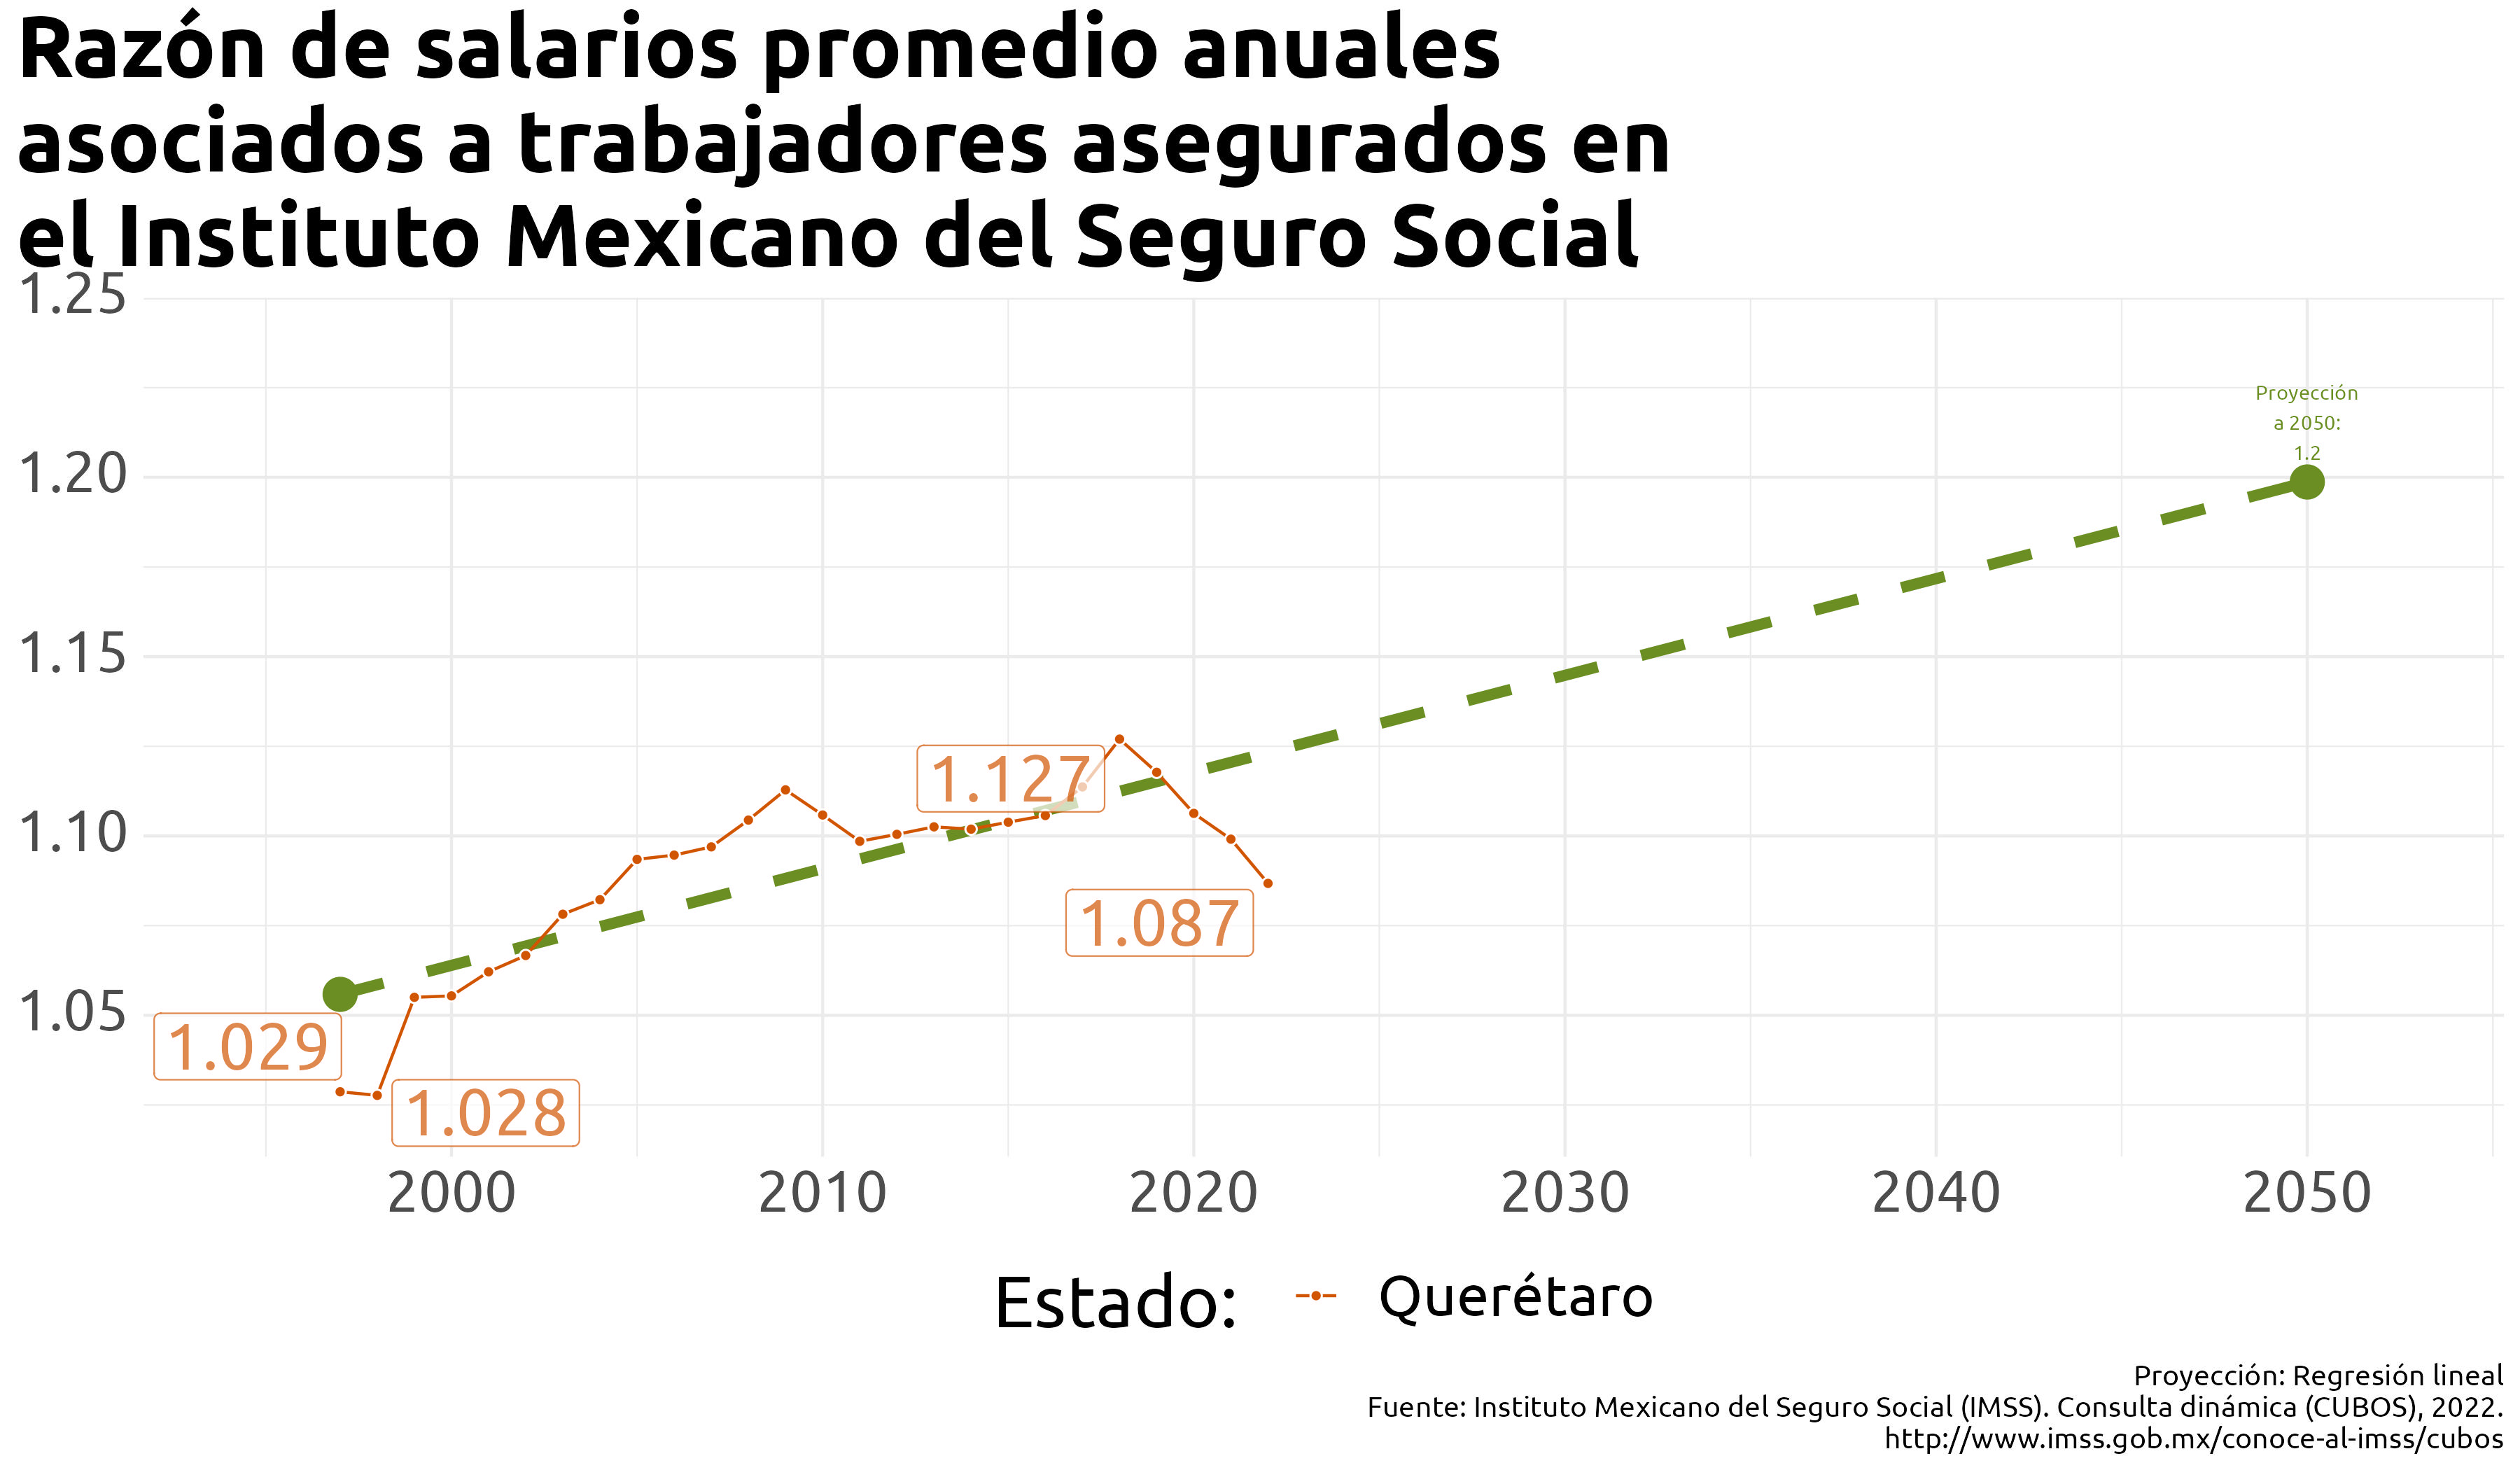 Razón de salarios promedio anuales
asociados a trabajadores asegurados en
el Instituto Mexicano del Seguro Social
1.25
1.20
1.15
1.10
1.05
Proyección
a 2050:
1.2
1.127
1.087
1.029
1.028
2000 2010 2020 2030 2040 2050
Estado: Querétaro
Proyección: Regresión lineal
Fuente: Instituto Mexicano del Seguro Social (IMSS). Consulta dinámica (CUBOS), 2022.
http://www.imss.gob.mx/conoce-al-imss/cubos